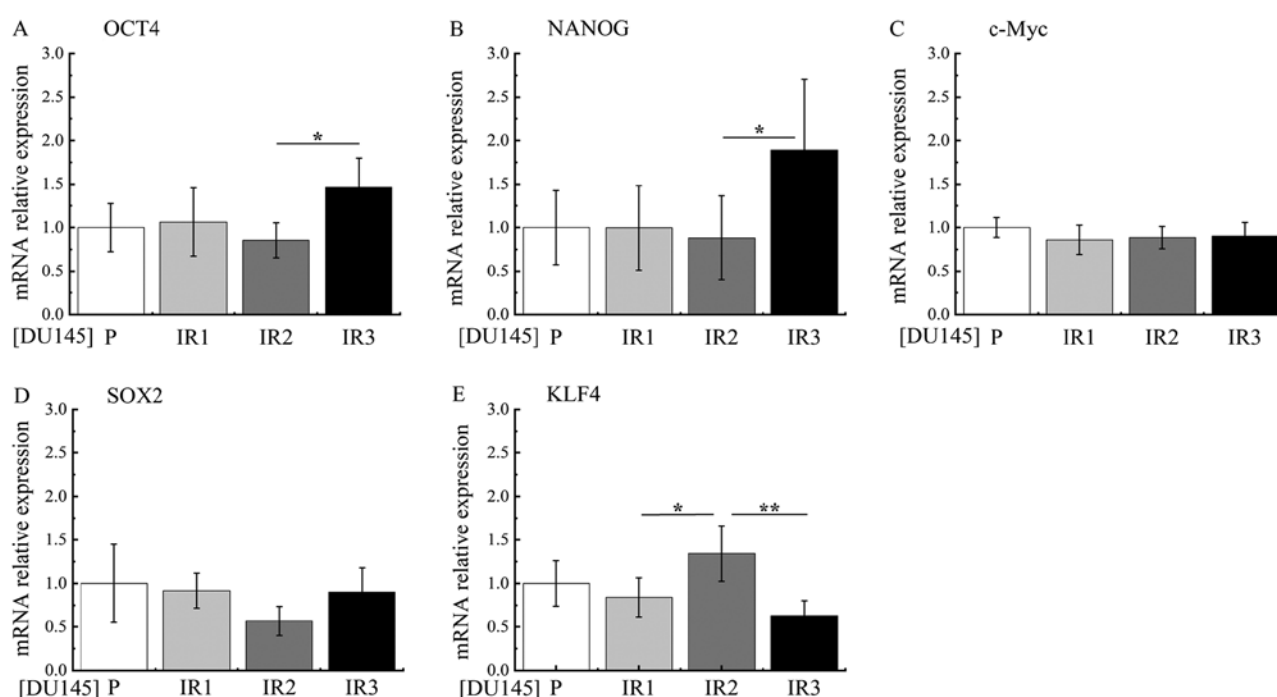 A OCT4
mRNA relative expression
3.0
2.5
2.0
1.5
1.0
0.5
0.0
*
[DU145] P IR1 IR2 IR3
B NANOG
mRNA relative expression
3.0
2.5
2.0
1.5
1.0
0.5
0.0
*
[DU145] P IR1 IR2 IR3
C c-Myc
mRNA relative expression
3.0
2.5
2.0
1.5
1.0
0.5
0.0
[DU145] P IR1 IR2 IR3
D SOX2
mRNA relative expression
3.0
2.5
2.0
1.5
1.0
0.5
0.0
[DU145] P IR1 IR2 IR3
E KLF4
mRNA relative expression
3.0
2.5
2.0
1.5
1.0
0.5
0.0
* **
[DU145] P IR1 IR2 IR3